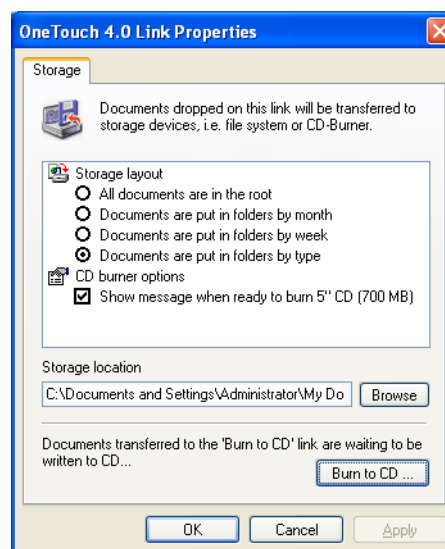 OneTouch 4.0 Link Properties
Storage
Documents dropped on this link will be transferred to
storage devices, i.e. file system or CD-Burner.
Storage layout
All documents are in the root
Documents are put in folders by month
Documents are put in folders by week
Documents are put in folders by type
CD burner options
Show message when ready to burn 5" CD (700 MB)
Storage location
C:\Documents and Settings\Administrator\My Do
Browse
Documents transferred to the 'Burn to CD' link are waiting to be
written to CD...
Burn to CD ...
OK
Cancel
Apply